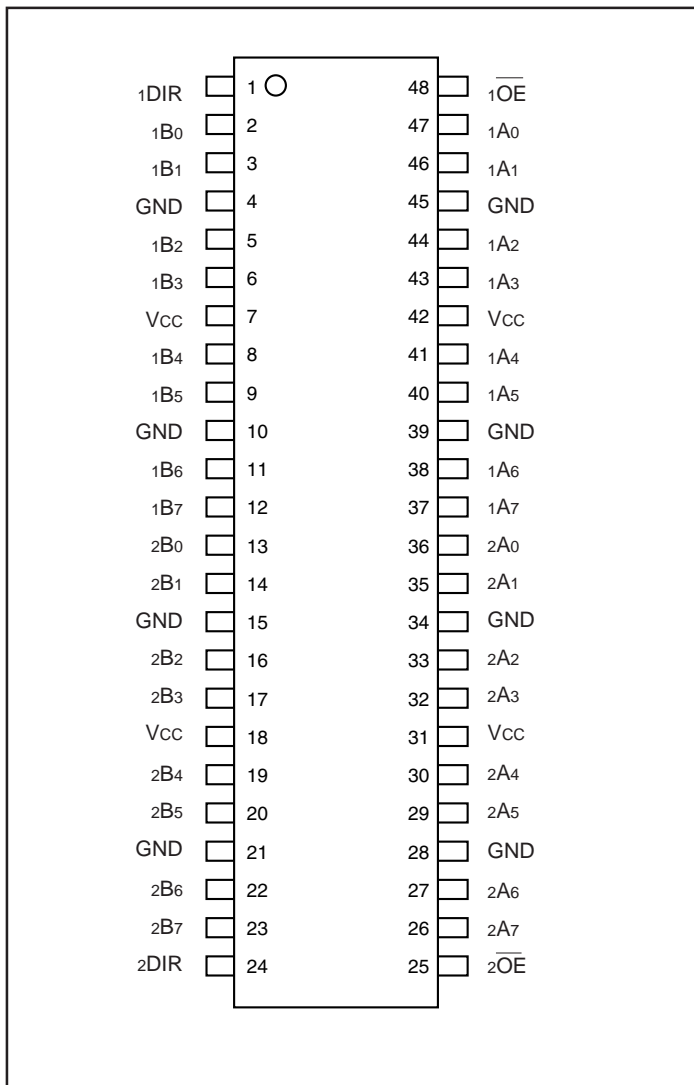 1DIR 1 48 1OE
1B0 2 47 1A0
1B1 3 46 1A1
GND 4 45 GND
1B2 5 44 1A2
1B3 6 43 1A3
VCC 7 42 VCC
1B4 8 41 1A4
1B5 9 40 1A5
GND 10 39 GND
1B6 11 38 1A6
1B7 12 37 1A7
2B0 13 36 2A0
2B1 14 35 2A1
GND 15 34 GND
2B2 16 33 2A2
2B3 17 32 2A3
VCC 18 31 VCC
2B4 19 30 2A4
2B5 20 29 2A5
GND 21 28 GND
2B6 22 27 2A6
2B7 23 26 2A7
2DIR 24 25 2OE